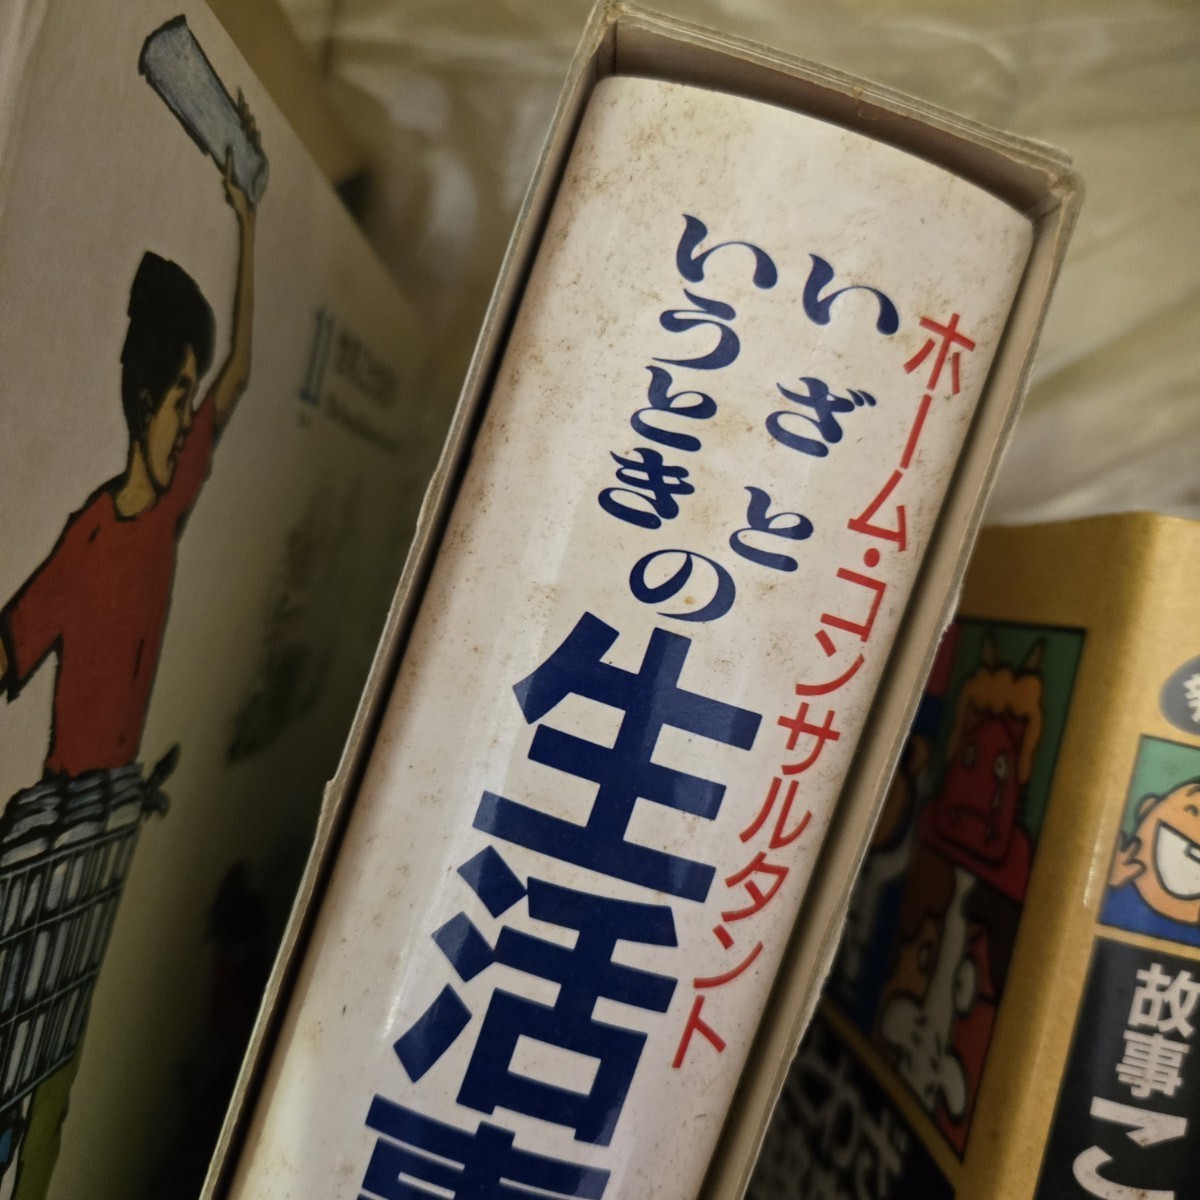 ホーム・コンサルタント
いざと
いうときの
生活
故事
こ